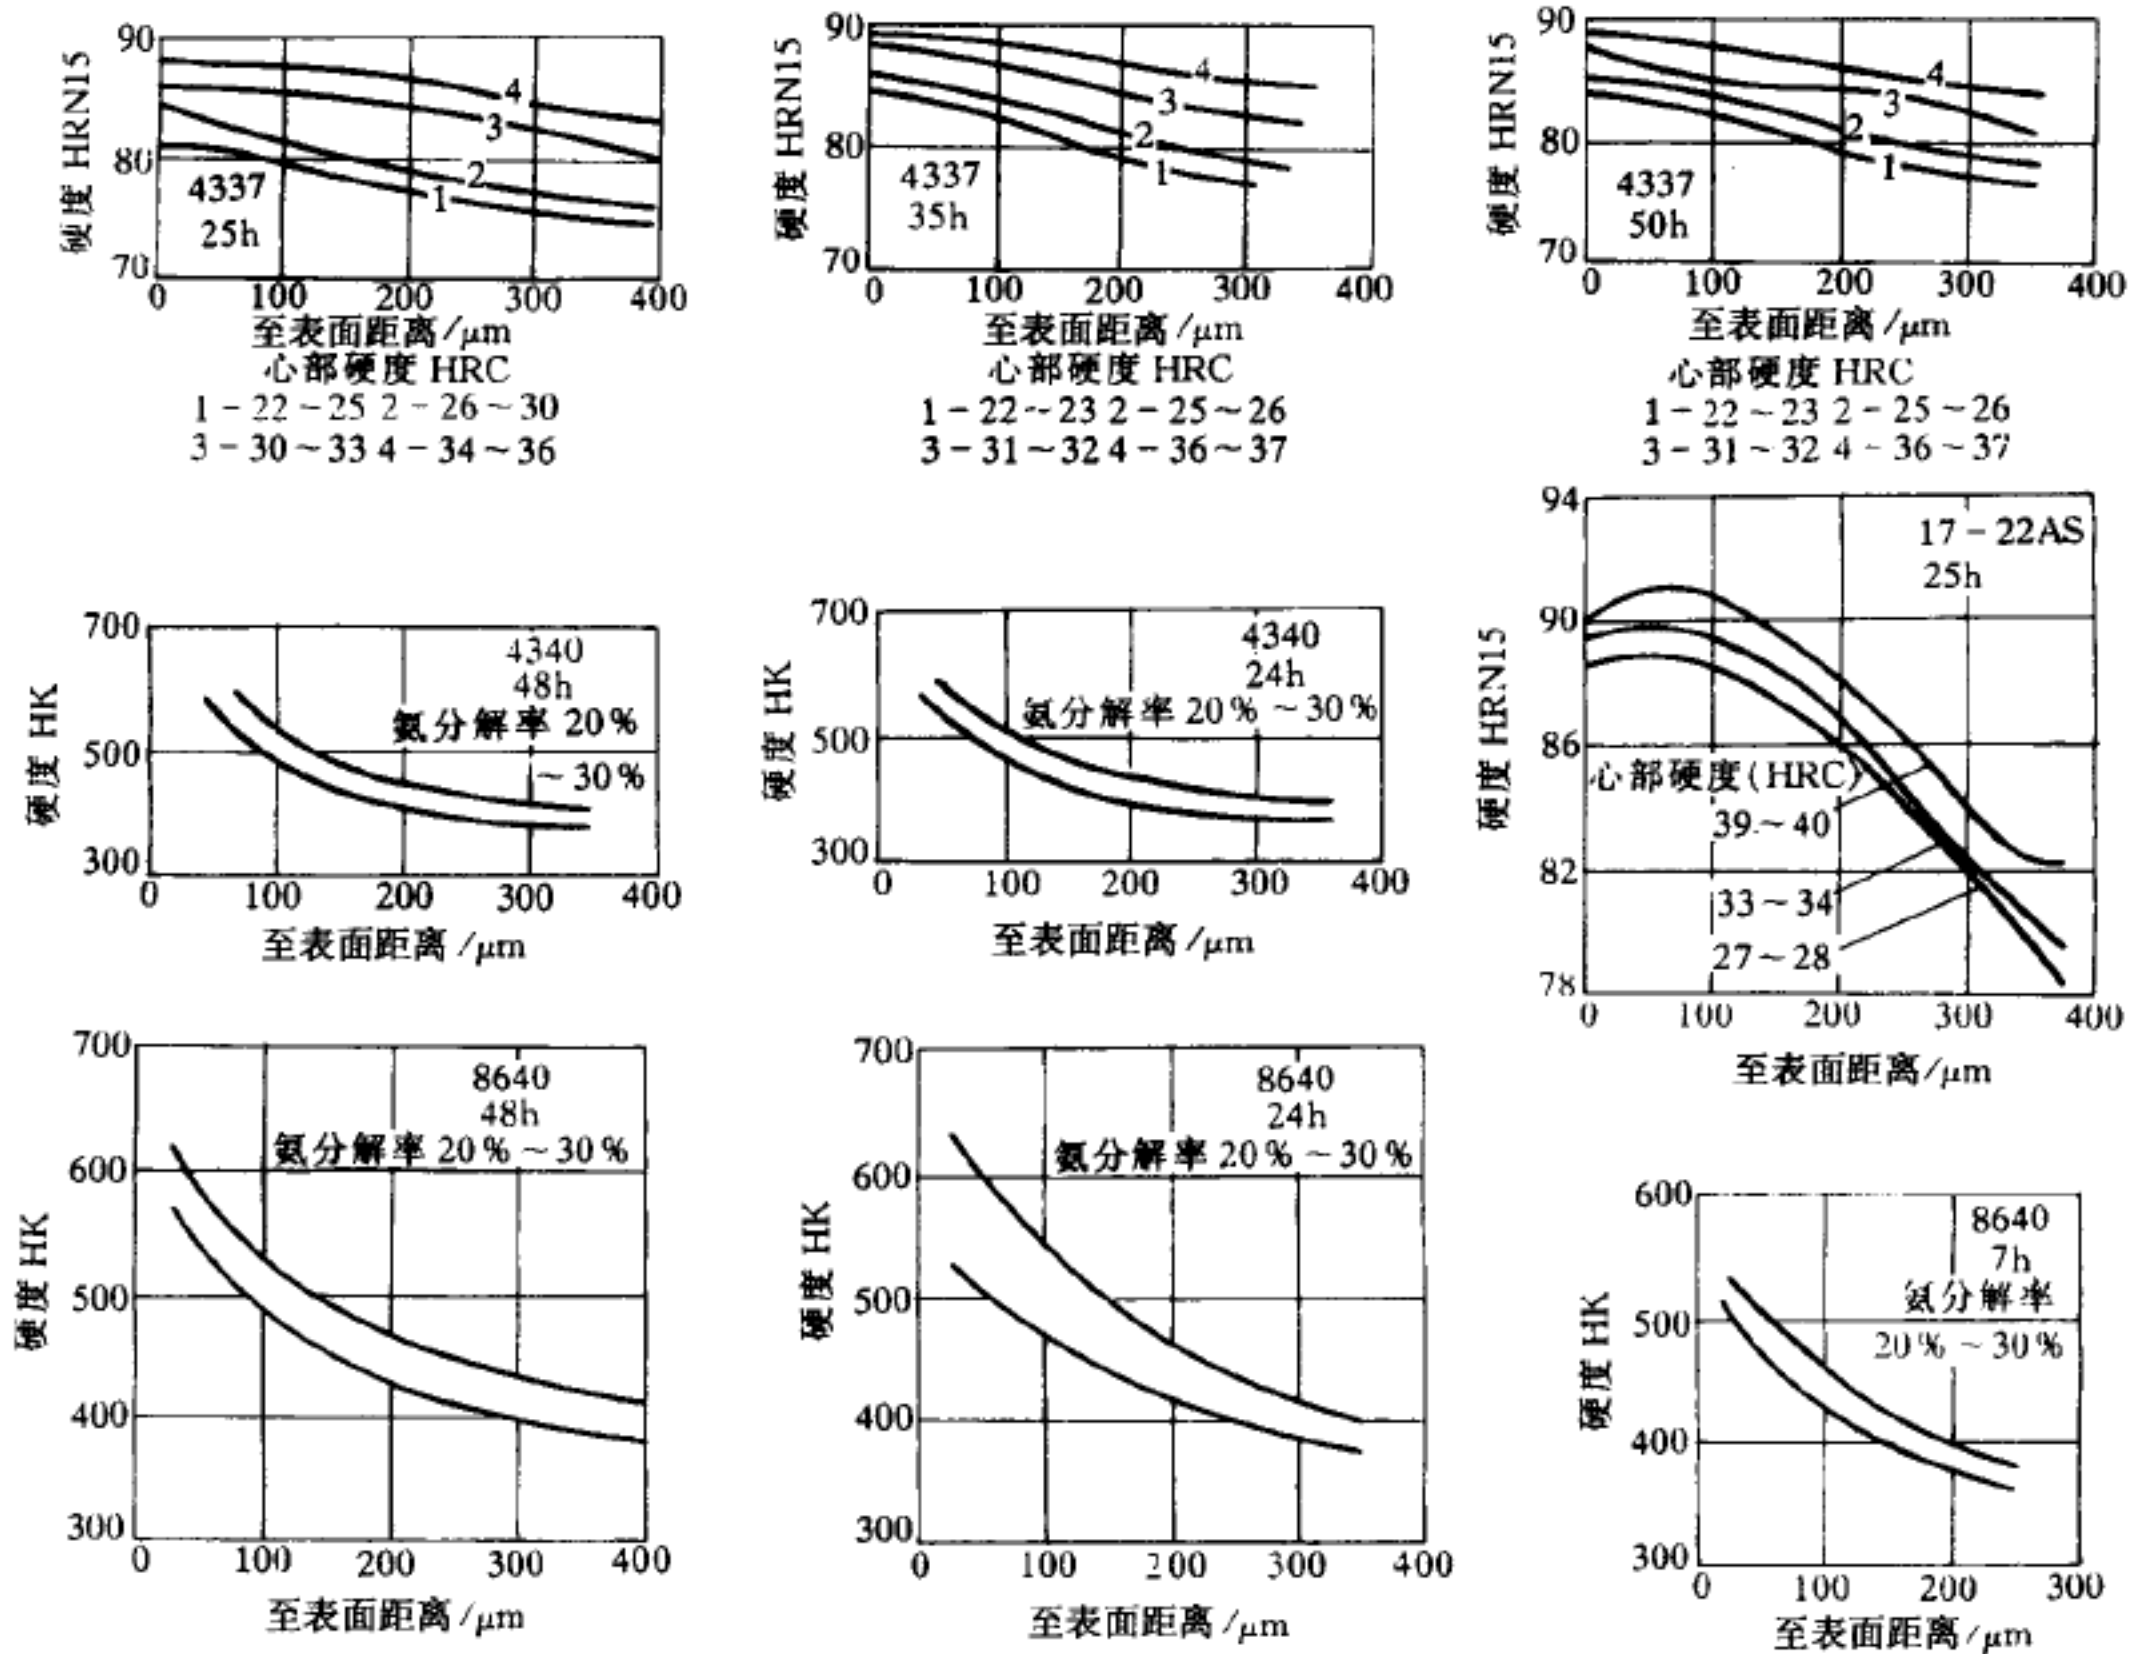 90
80
70
硬度 HRN15
4
3
2
1
4337
25h
0 100 200 300 400
至表面距离/μm
心部硬度 HRC
1-22~25 2-26~30
3-30~33 4-34~36
90
80
70
硬度 HRN15
4
3
2
1
4337
35h
0 100 200 300 400
至表面距离/μm
心部硬度 HRC
1-22~23 2-25~26
3-31~32 4-36~37
90
80
70
硬度 HRN15
4
3
2
1
4337
50h
0 100 200 300 400
至表面距离/μm
心部硬度 HRC
1-22~23 2-25~26
3-31~32 4-36~37
700
500
300
硬度 HK
4340
48h
氨分解率 20%
~30%
0 100 200 300 400
至表面距离/μm
700
500
300
硬度 HK
4340
24h
氨分解率 20%~30%
0 100 200 300 400
至表面距离/μm
94
90
86
82
78
硬度 HRN15
17-22AS
25h
心部硬度(HRC)
39~40
33~34
27~28
0 100 200 300 400
至表面距离/μm
700
600
500
400
300
硬度 HK
8640
48h
氨分解率 20%~30%
0 100 200 300 400
至表面距离/μm
700
600
500
400
300
硬度 HK
8640
24h
氨分解率 20%~30%
0 100 200 300 400
至表面距离/μm
600
500
400
300
硬度 HK
8640
7h
氨分解率
20%~30%
0 100 200 300
至表面距离/μm